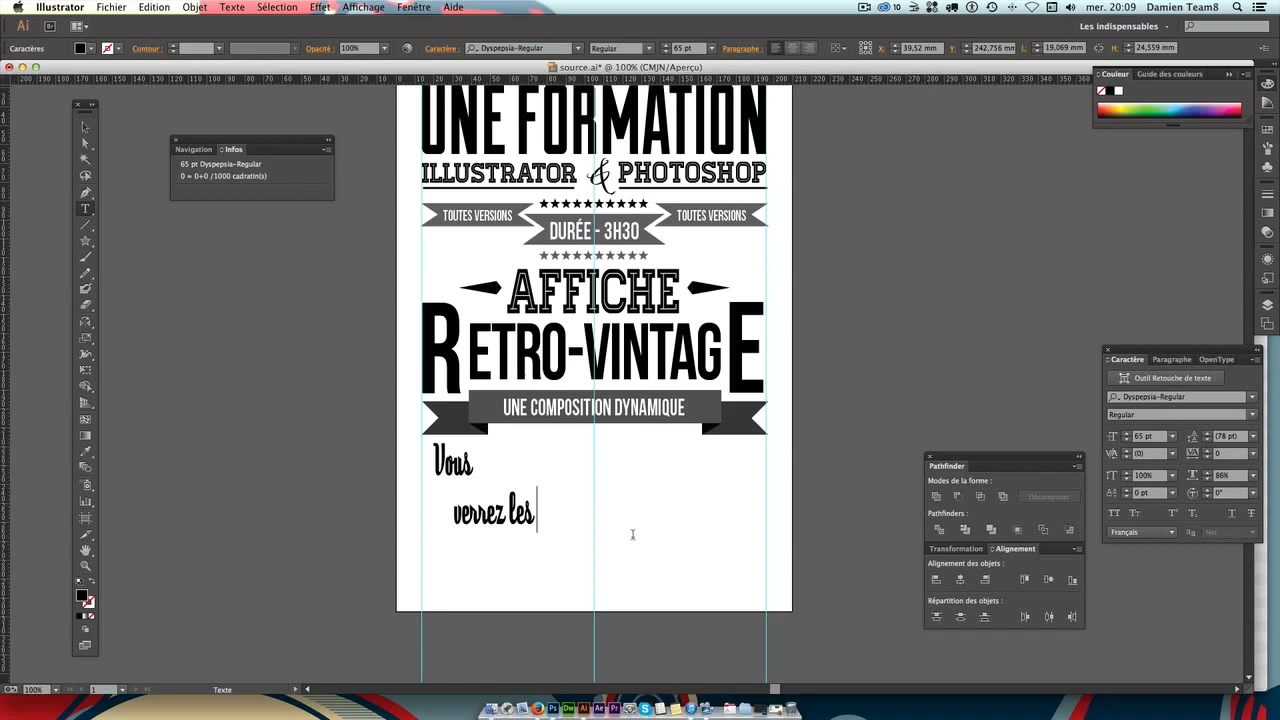 Illustrator Fichier Edition Objet Texte Sélection Effet Affichage Fenêtre Aide
10 mer. 20:09 Damien Team8
Ai Br Les Indispensables
Caractères Contour : Opacité : 100% Caractère : Dyspepsia-Regular Regular 65 pt Paragraphe : X: 39,52 mm Y: 242,756 mm L: 19,069 mm H: 24,559 mm
source.ai* @ 100% (CMJN/Aperçu)
Couleur Guide des couleurs
Navigation Infos
65 pt Dyspepsia-Regular
0 = 0+0 /1000 cadratin(s)
UNE FORMATION
ILLUSTRATOR & PHOTOSHOP
TOUTES VERSIONS
DURÉE - 3H30
TOUTES VERSIONS
AFFICHE
RETRO-VINTAGE
UNE COMPOSITION DYNAMIQUE
Vous
verrez les
Caractère Paragraphe OpenType
Outil Retouche de texte
Dyspepsia-Regular
Regular
65 pt (78 pt)
(0) 0
100% 86%
0 pt 0°
Français Net
Pathfinder
Modes de la forme :
Décomposer
Pathfinders :
Transformation Alignement
Alignement des objets :
Répartition des objets :
100% 1 Texte